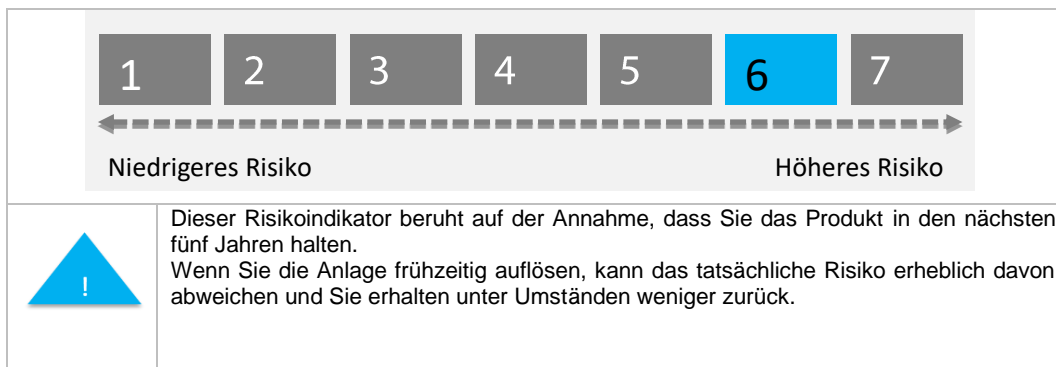 1 2 3 4 5 6 7
Niedrigeres Risiko Höheres Risiko
Dieser Risikoindikator beruht auf der Annahme, dass Sie das Produkt in den nächsten
fünf Jahren halten.
Wenn Sie die Anlage frühzeitig auflösen, kann das tatsächliche Risiko erheblich davon
abweichen und Sie erhalten unter Umständen weniger zurück.
!